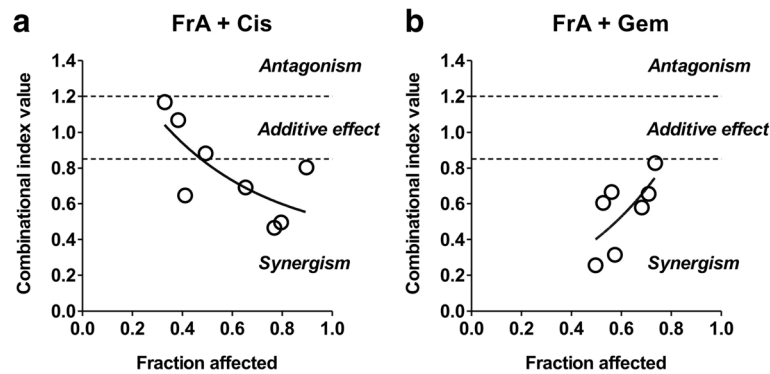 a
FrA + Cis
Combinational index value
1.4
1.2
1.0
0.8
0.6
0.4
0.2
0.0
Antagonism
Additive effect
Synergism
0.0 0.2 0.4 0.6 0.8 1.0
Fraction affected
b
FrA + Gem
Combinational index value
1.4
1.2
1.0
0.8
0.6
0.4
0.2
0.0
Antagonism
Additive effect
Synergism
0.0 0.2 0.4 0.6 0.8 1.0
Fraction affected